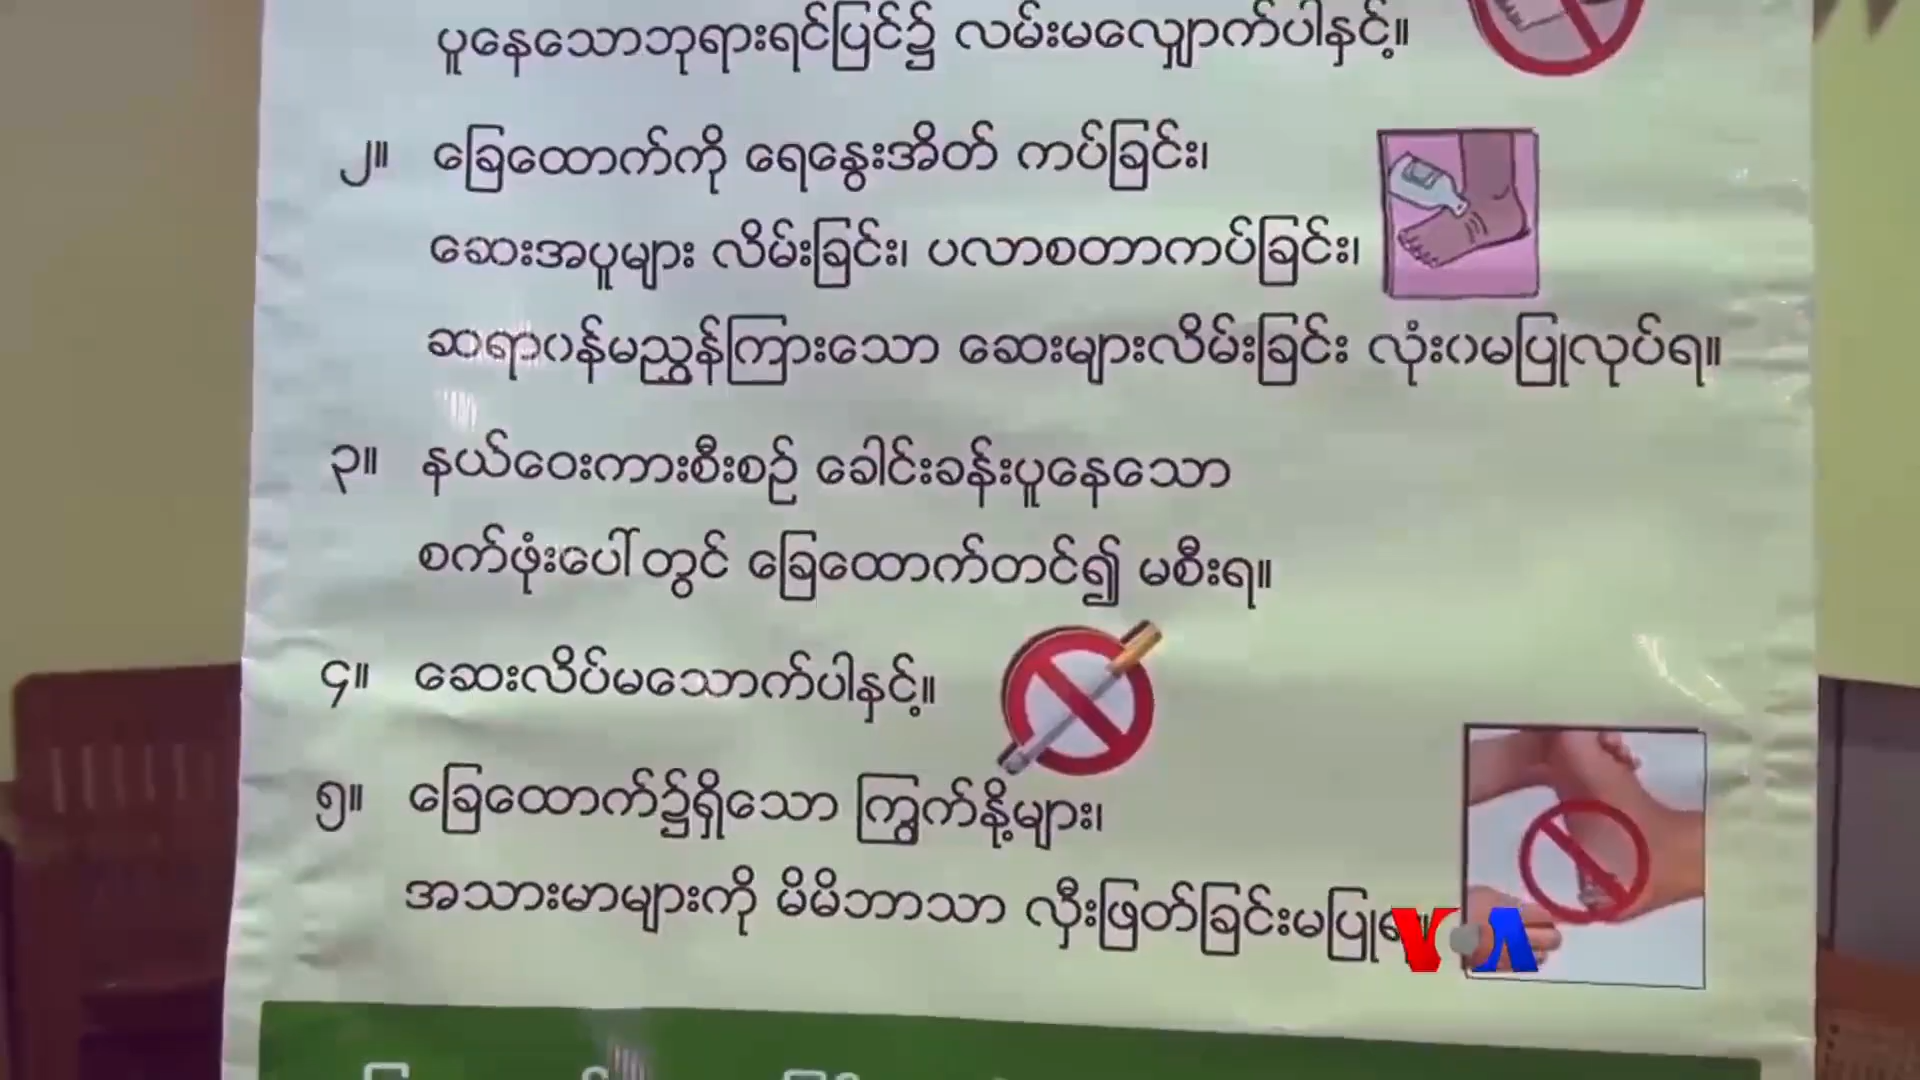 ပူနေသောဘုရားရင်ပြင်၌ လမ်းမလျှောက်ပါနှင့်။
၂။ ခြေထောက်ကို ရေနွေးအိတ် ကပ်ခြင်း၊
ဆေးအပူများ လိမ်းခြင်း၊ ပလာစတာကပ်ခြင်း၊
ဆရာဝန်မညွှန်ကြားသော ဆေးများလိမ်းခြင်း လုံးဝမပြုလုပ်ရ။
၃။ နယ်ဝေးကားစီးစဉ် ခေါင်းခန်းပူနေသော
စက်ဖုံးပေါ်တွင် ခြေထောက်တင်၍ မစီးရ။
၄။ ဆေးလိပ်မသောက်ပါနှင့်။
၅။ ခြေထောက်၌ရှိသော ကြွက်နို့များ၊
အသားမာများကို မိမိဘာသာ လှီးဖြတ်ခြင်းမပြုရ။
VOA